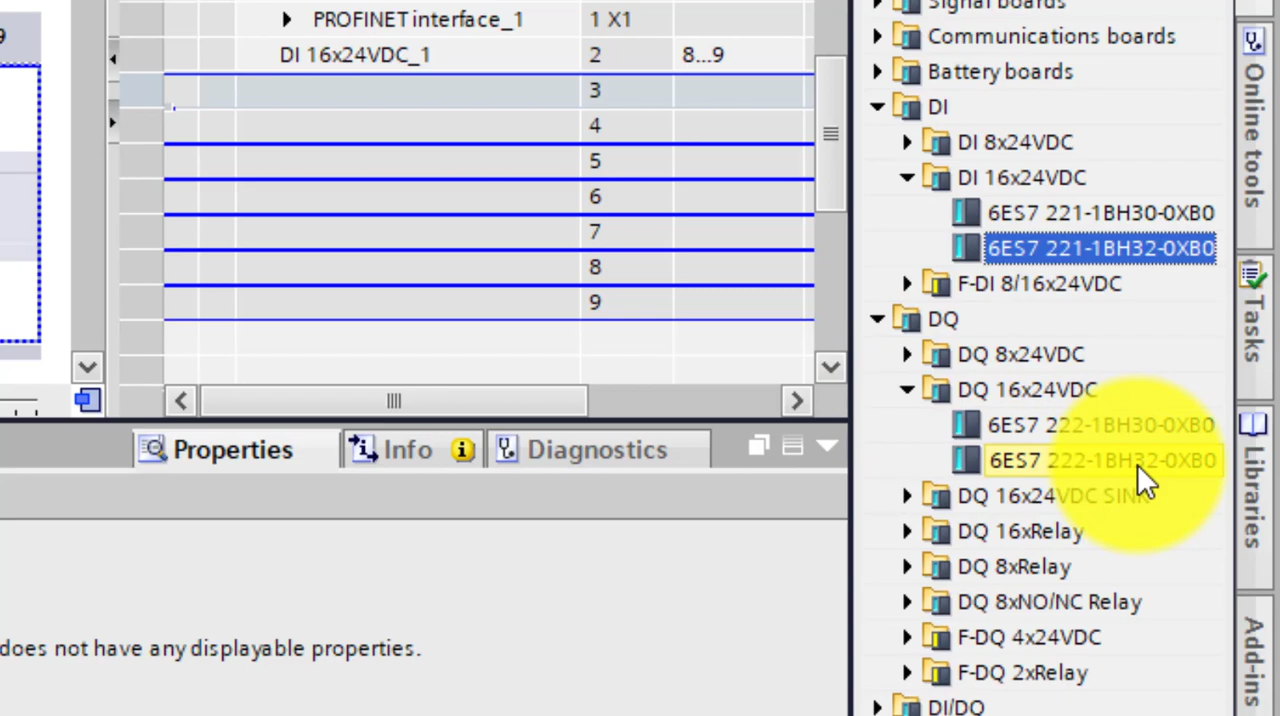 9
PROFINET interface_1 1 X1
DI 16x24VDC_1 2 8...9
3
4
5
6
7
8
9
Properties Info Diagnostics
does not have any displayable properties.
Signal boards
Communications boards
Battery boards
DI
DI 8x24VDC
DI 16x24VDC
6ES7 221-1BH30-0XB0
6ES7 221-1BH32-0XB0
F-DI 8/16x24VDC
DQ
DQ 8x24VDC
DQ 16x24VDC
6ES7 222-1BH30-0XB0
6ES7 222-1BH32-0XB0
DQ 16x24VDC SINK
DQ 16xRelay
DQ 8xRelay
DQ 8xNO/NC Relay
F-DQ 4x24VDC
F-DQ 2xRelay
DI/DQ
Online tools
Tasks
Libraries
Add-ins